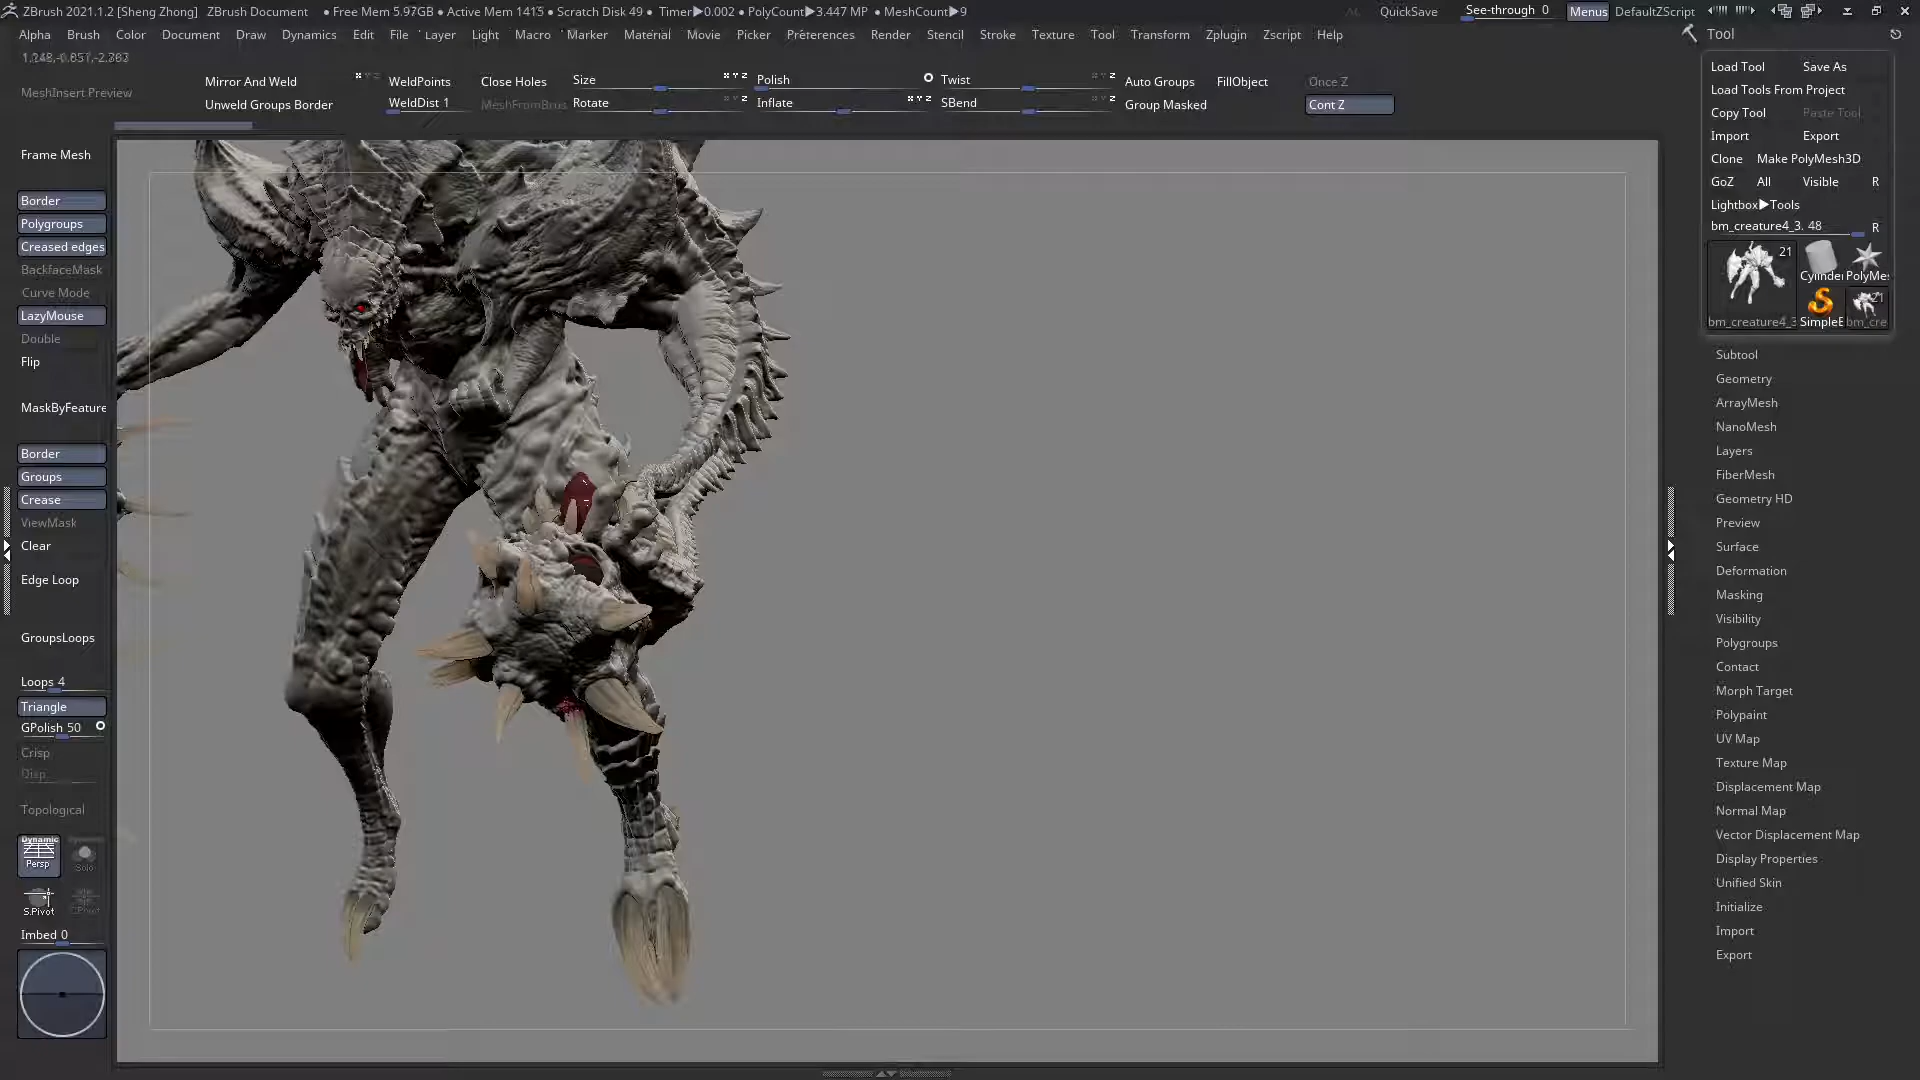 ZBrush 2021.1.2 [Sheng Zhong] ZBrush Document • Free Mem 5.97GB • Active Mem 1415 • Scratch Disk 49 • Timer▶0.002 • PolyCount▶3.447 MP • MeshCount▶9 QuickSave See-through 0 Menus DefaultZScript
Alpha Brush Color Document Draw Dynamics Edit File Layer Light Macro Marker Material Movie Picker Preferences Render Stencil Stroke Texture Tool Transform Zplugin Zscript Help
Tool
MeshInsert Preview
Mirror And Weld WeldPoints Close Holes Size Polish Twist Auto Groups FillObject Once Z
Unweld Groups Border WeldDist 1 MeshFromBrus Rotate Inflate SBend Group Masked Cont Z
Frame Mesh
Border
Polygroups
Creased edges
BackfaceMask
Curve Mode
LazyMouse
Double
Flip
MaskByFeature
Border
Groups
Crease
ViewMask
Clear
Edge Loop
GroupsLoops
Loops 4
Triangle
GPolish 50
Crisp
Disp
Topological
Dynamic
Persp Solo
S.Pivot
Imbed 0
Load Tool Save As
Load Tools From Project
Copy Tool Paste Tool
Import Export
Clone Make PolyMesh3D
GoZ All Visible R
Lightbox▶Tools
bm_creature4_3. 48 R
21
Cylinder PolyMes
21
bm_creature4_3 SimpleE bm_cre
Subtool
Geometry
ArrayMesh
NanoMesh
Layers
FiberMesh
Geometry HD
Preview
Surface
Deformation
Masking
Visibility
Polygroups
Contact
Morph Target
Polypaint
UV Map
Texture Map
Displacement Map
Normal Map
Vector Displacement Map
Display Properties
Unified Skin
Initialize
Import
Export